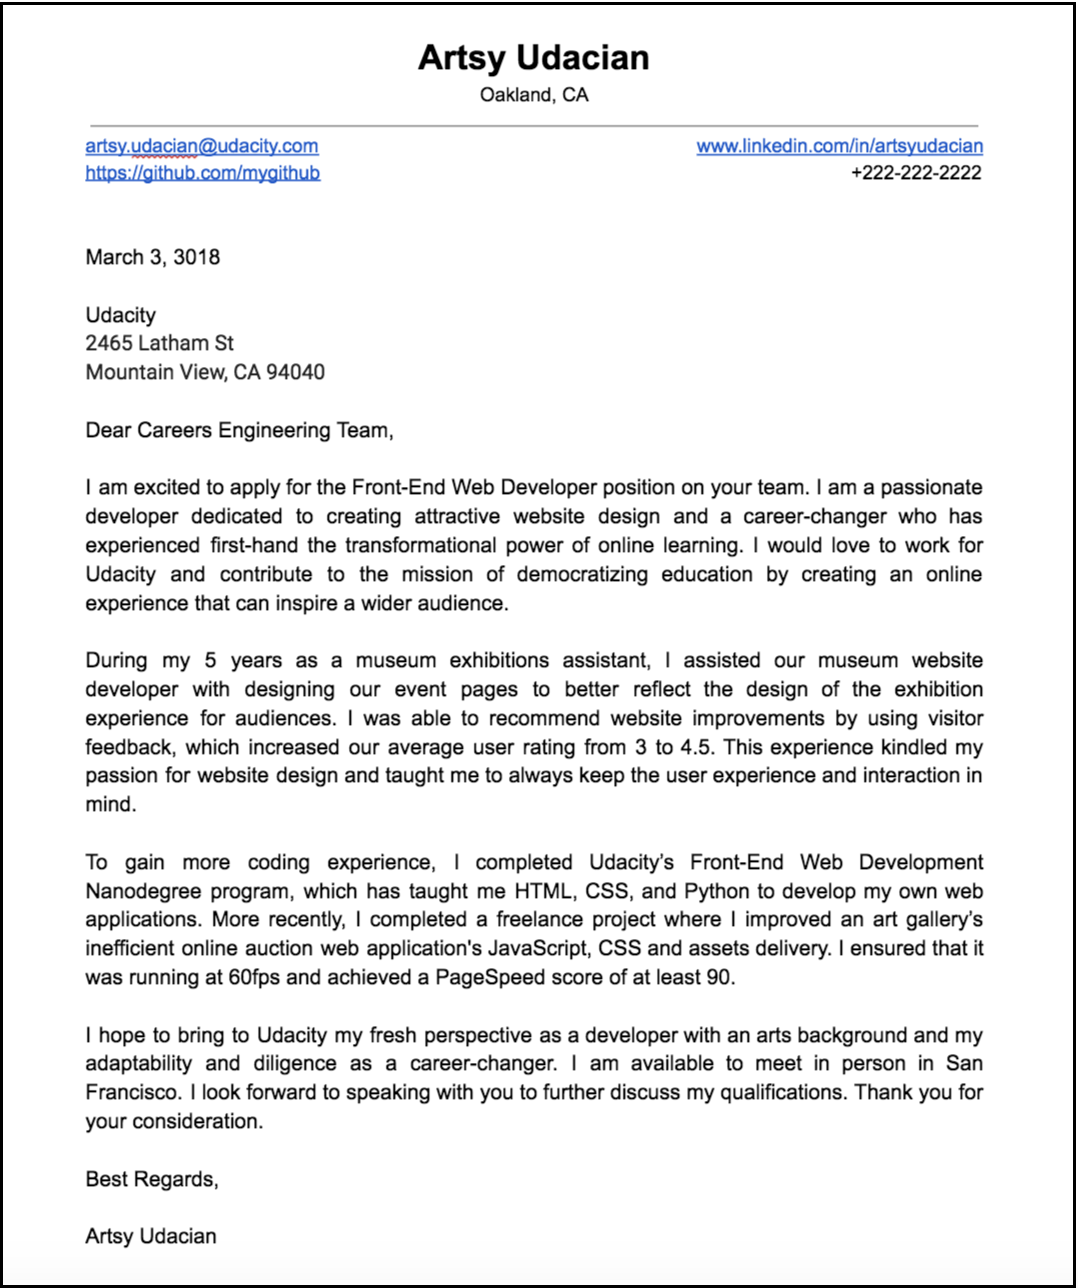 Artsy Udacian
Oakland, CA
artsy.udacian@udacity.com
www.linkedin.com/in/artsyudacian
https://github.com/mygithub
+222-222-2222
March 3, 3018
Udacity
2465 Latham St
Mountain View, CA 94040
Dear Careers Engineering Team,
I am excited to apply for the Front-End Web Developer position on your team. I am a passionate
developer dedicated to creating attractive website design and a career-changer who has
experienced first-hand the transformational power of online learning. I would love to work for
Udacity and contribute to the mission of democratizing education by creating an online
experience that can inspire a wider audience.
During my 5 years as a museum exhibitions assistant, I assisted our museum website
developer with designing our event pages to better reflect the design of the exhibition
experience for audiences. I was able to recommend website improvements by using visitor
feedback, which increased our average user rating from 3 to 4.5. This experience kindled my
passion for website design and taught me to always keep the user experience and interaction in
mind.
To gain more coding experience, I completed Udacity’s Front-End Web Development
Nanodegree program, which has taught me HTML, CSS, and Python to develop my own web
applications. More recently, I completed a freelance project where I improved an art gallery’s
inefficient online auction web application's JavaScript, CSS and assets delivery. I ensured that it
was running at 60fps and achieved a PageSpeed score of at least 90.
I hope to bring to Udacity my fresh perspective as a developer with an arts background and my
adaptability and diligence as a career-changer. I am available to meet in person in San
Francisco. I look forward to speaking with you to further discuss my qualifications. Thank you for
your consideration.
Best Regards,
Artsy Udacian